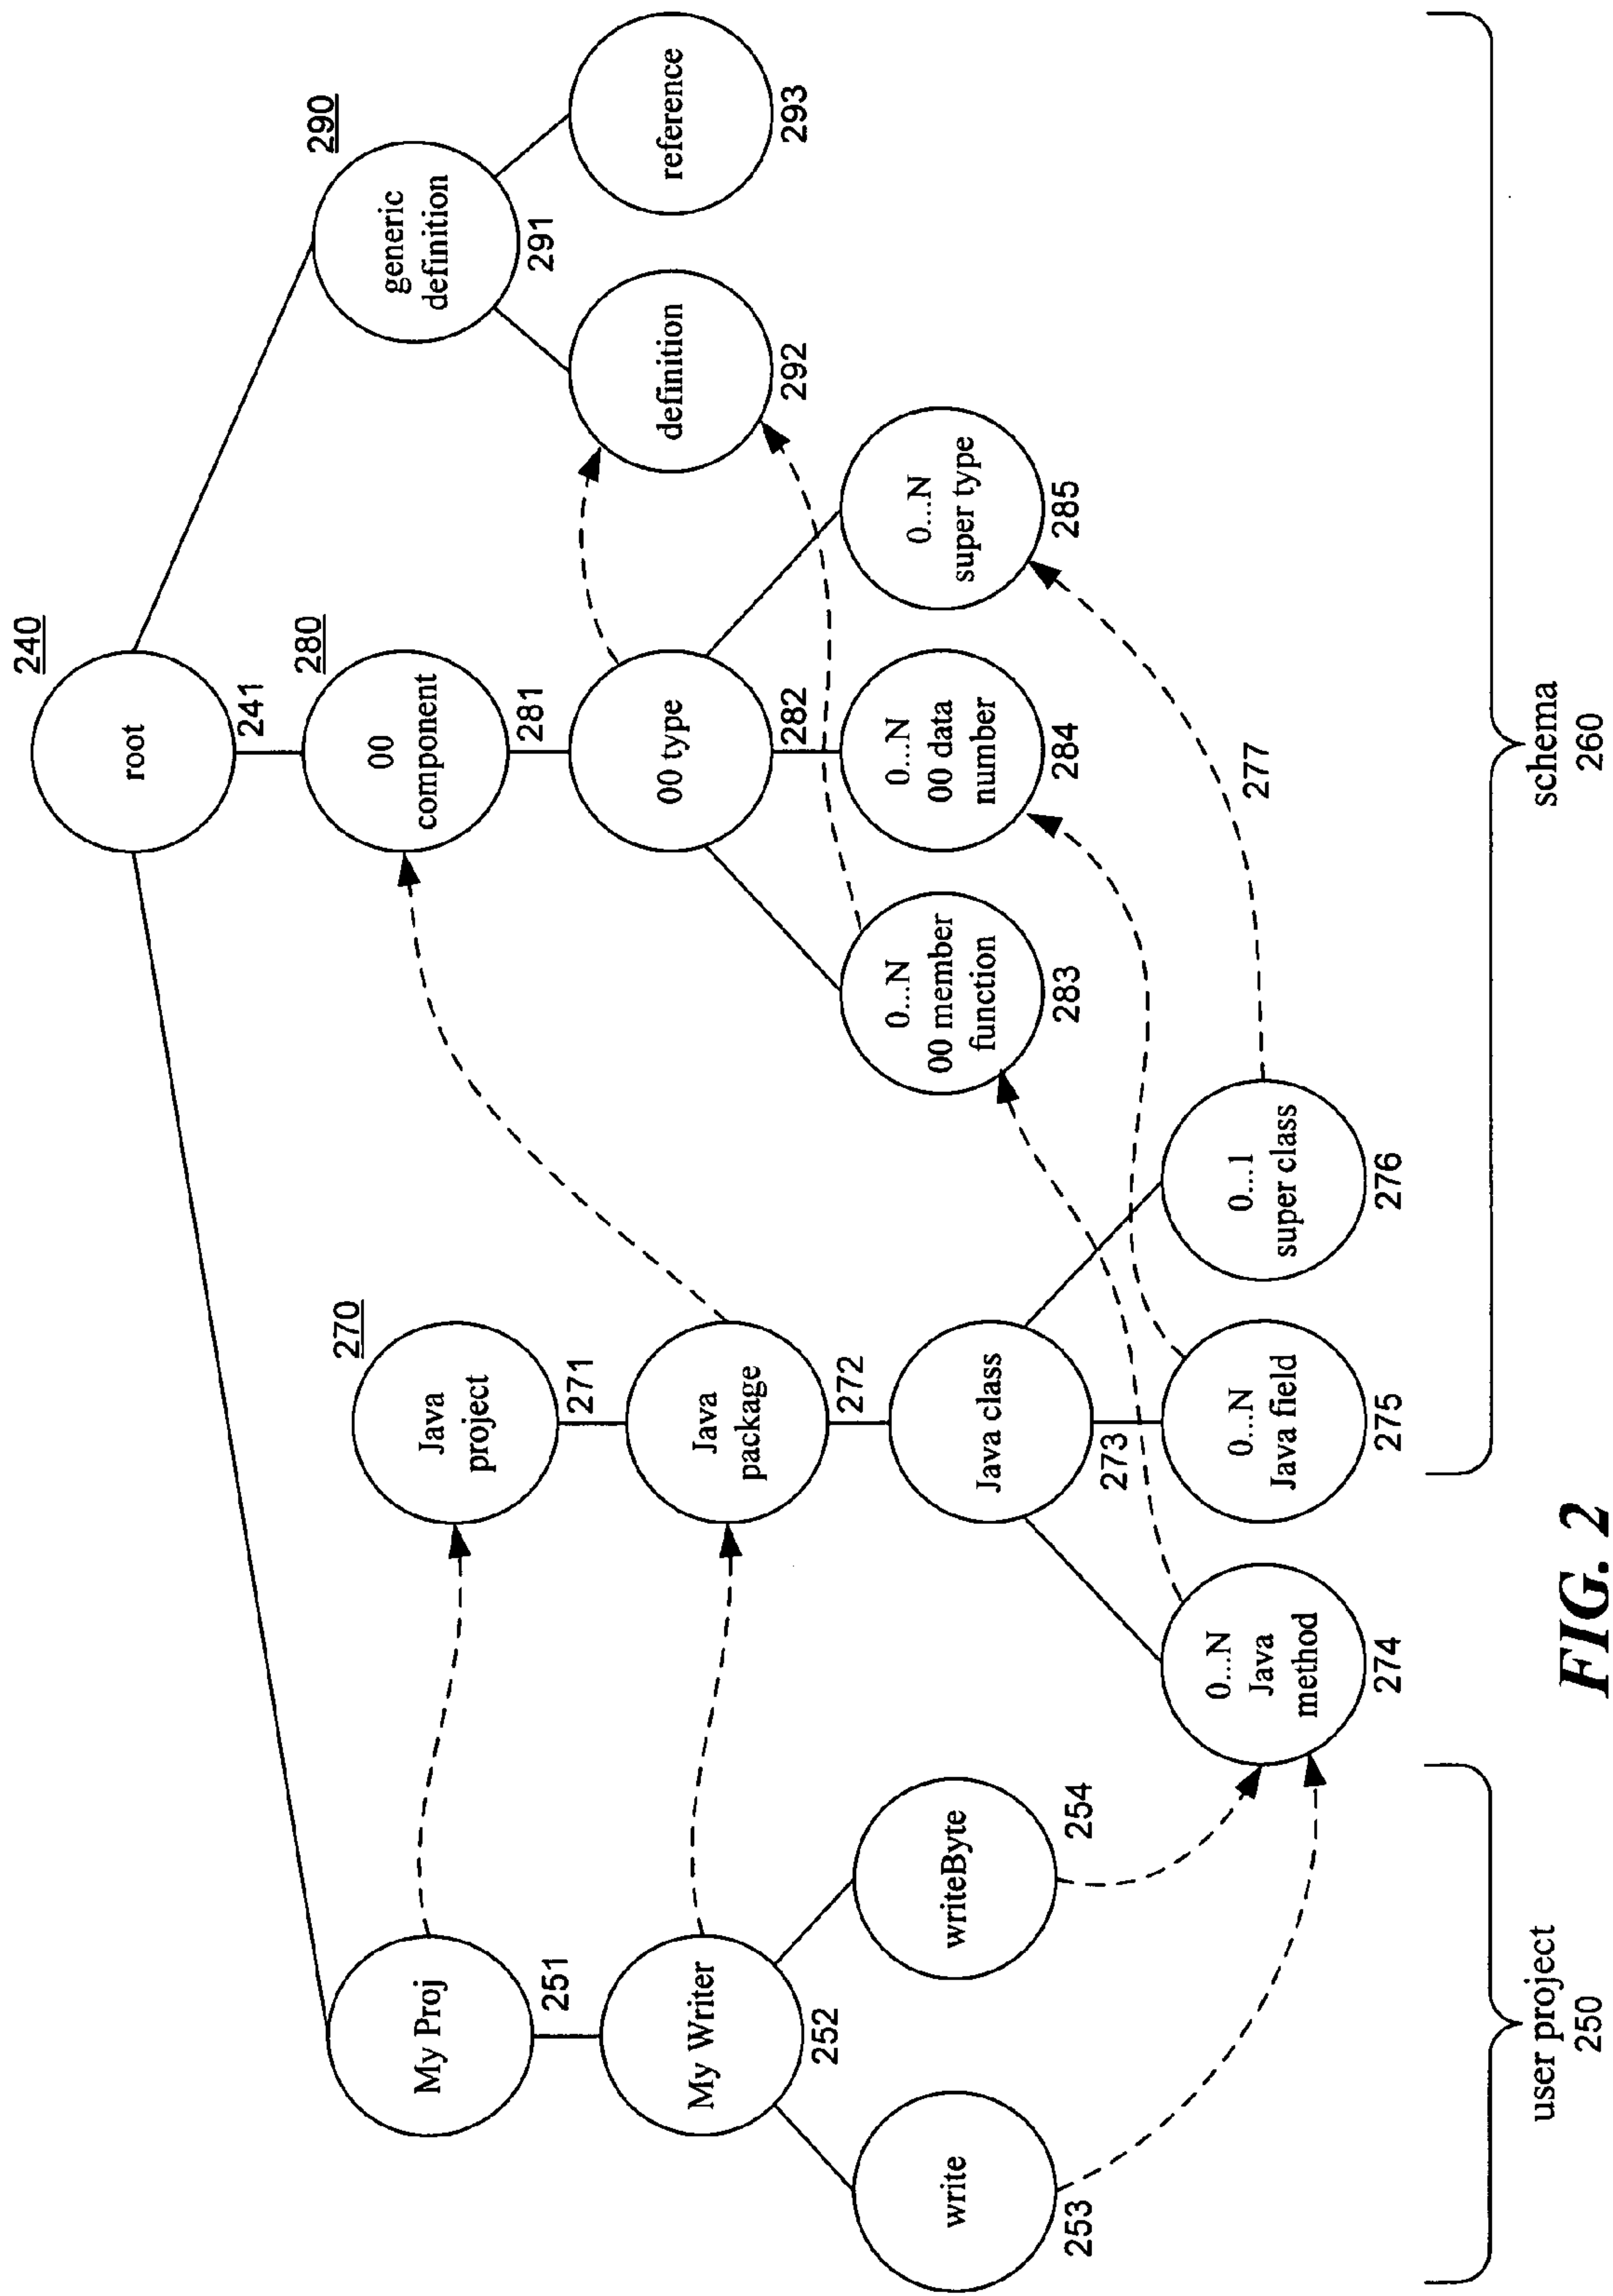 240
root
241
280
00
component
281
00 type
282
0...N
00 member
function
283
0...N
00 data
number
284
0...N
super type
285
290
generic
definition
291
definition
292
reference
293
270
Java
project
271
Java
package
272
Java class
273
0...N
Java
method
274
0...N
Java field
275
0...1
super class
276
277
My Proj
251
My Writer
252
write
253
writeByte
254
user project
250
schema
260
FIG. 2